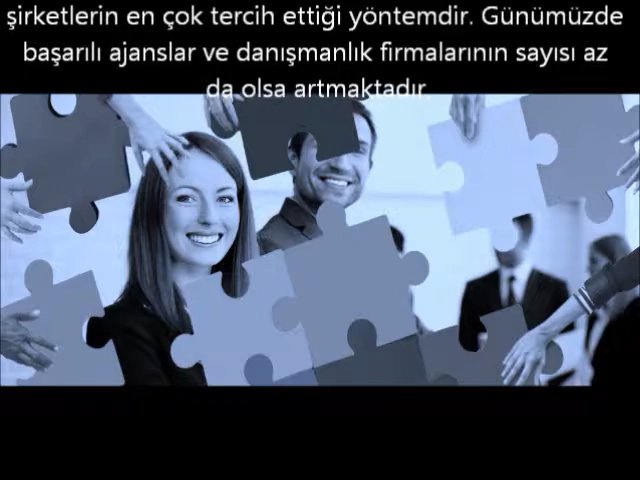 şirketlerin en çok tercih ettiği yöntemdir. Günümüzde
başarılı ajanslar ve danışmanlık firmalarının sayısı az
da olsa artmaktadır.